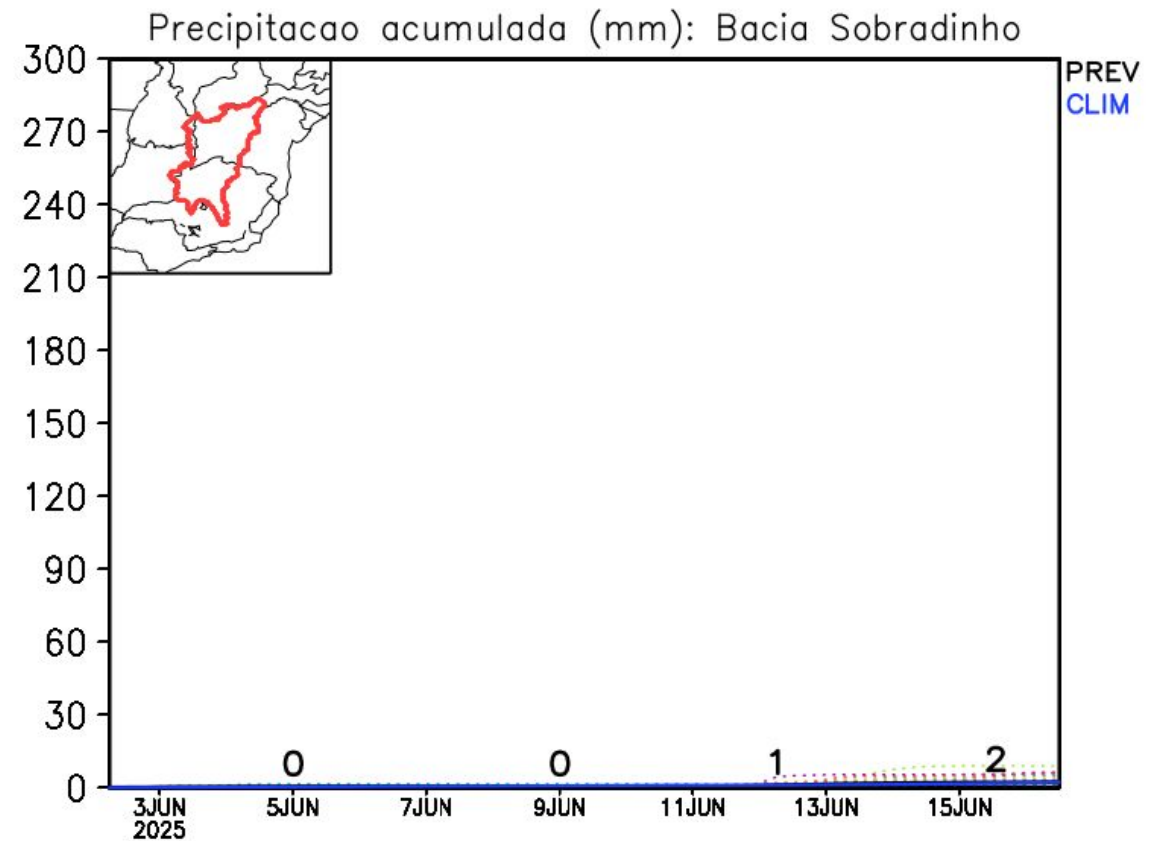 Precipitacao acumulada (mm): Bacia Sobradinho
PREV
CLIM
300
270
240
210
180
150
120
90
60
30
0
0 0 1 2
3JUN 5JUN 7JUN 9JUN 11JUN 13JUN 15JUN
2025